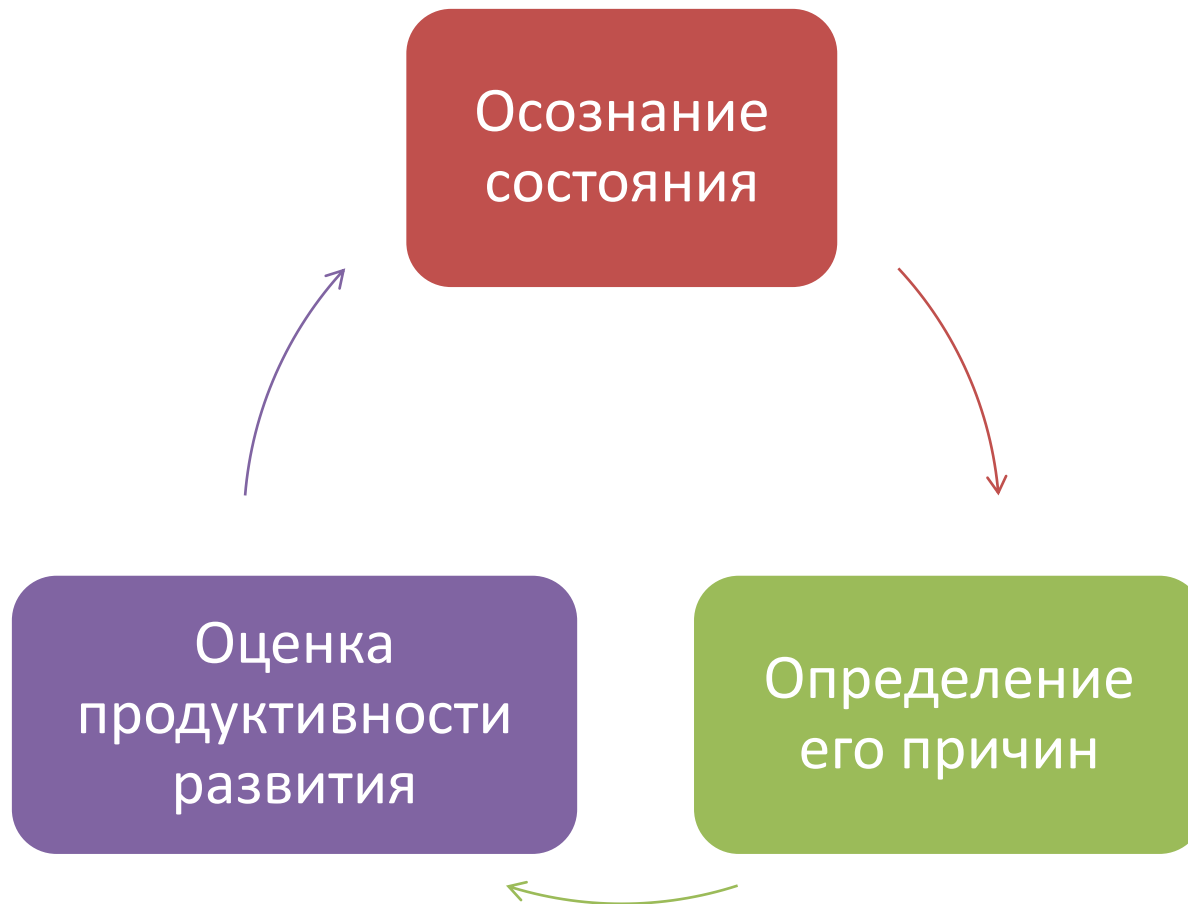 Осознание
состояния
Оценка
продуктивности
развития
Определение
его причин